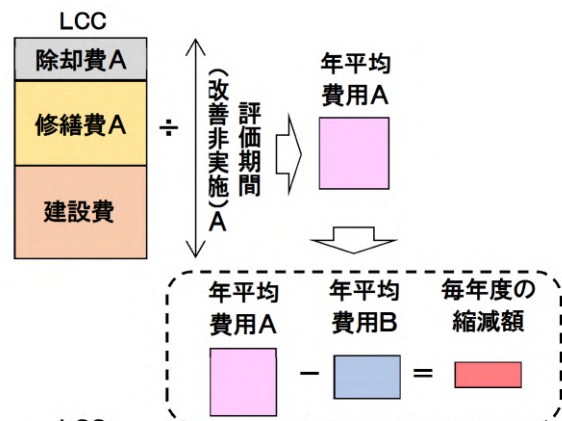 LCC
除却費A
修繕費A
建設費
÷
評価期間
(改善非実施)A
年平均
費用A
年平均
費用A
−
年平均
費用B
=
毎年度の
縮減額